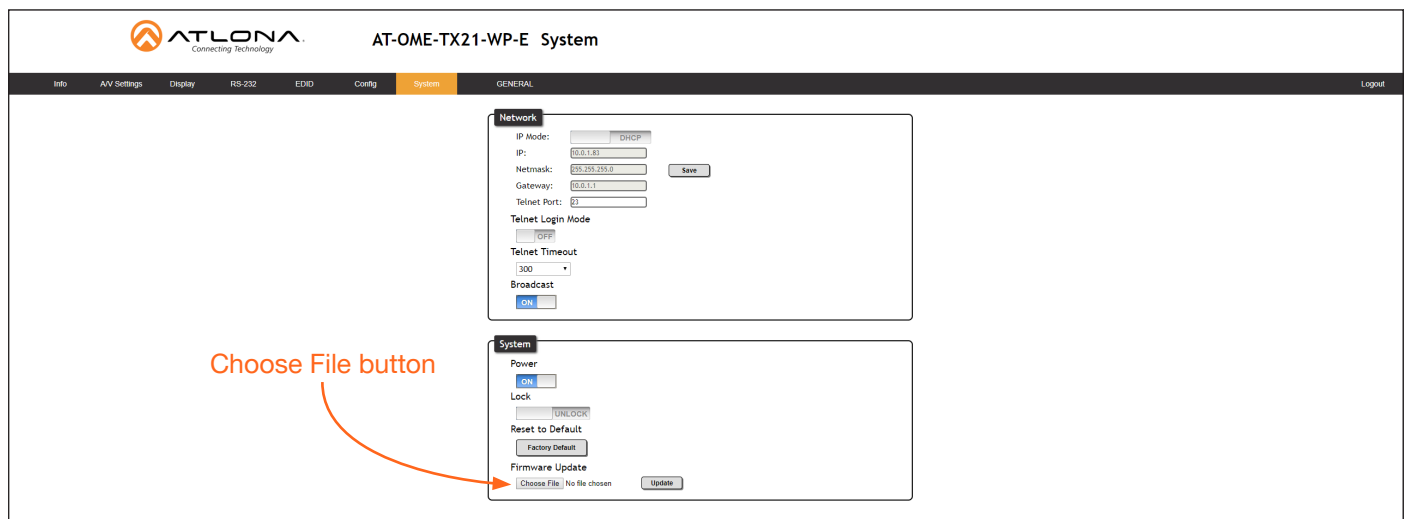 ATLONA.
Connecting Technology
AT-OME-TX21-WP-E System
Info A/V Settings Display RS-232 EDID Config System GENERAL Logout
Network
IP Mode: DHCP
IP: 10.0.1.83
Netmask: 255.255.255.0 Save
Gateway: 10.0.1.1
Telnet Port: 23
Telnet Login Mode
OFF
Telnet Timeout
300
Broadcast
ON
System
Power
ON
Choose File button
Lock
UNLOCK
Reset to Default
Factory Default
Firmware Update
Choose File No file chosen Update